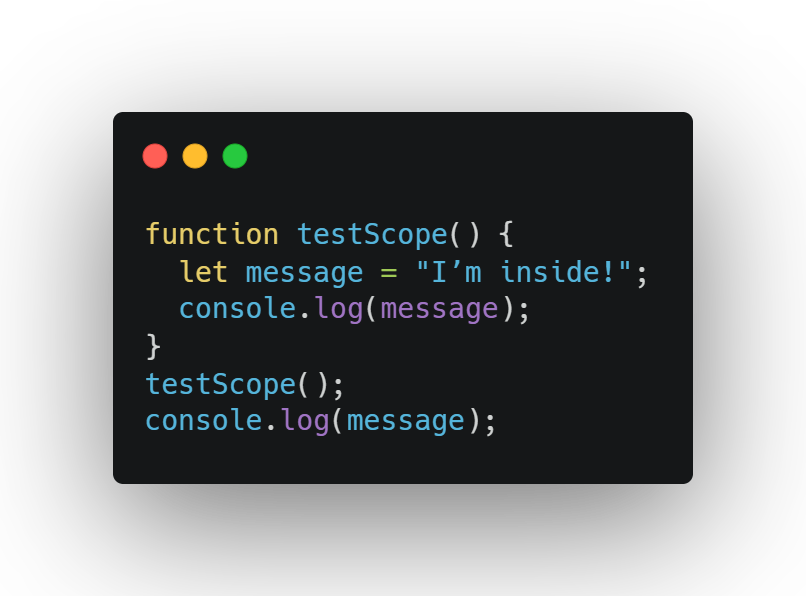 function testScope() {
  let message = "I’m inside!";
  console.log(message);
}
testScope();
console.log(message);